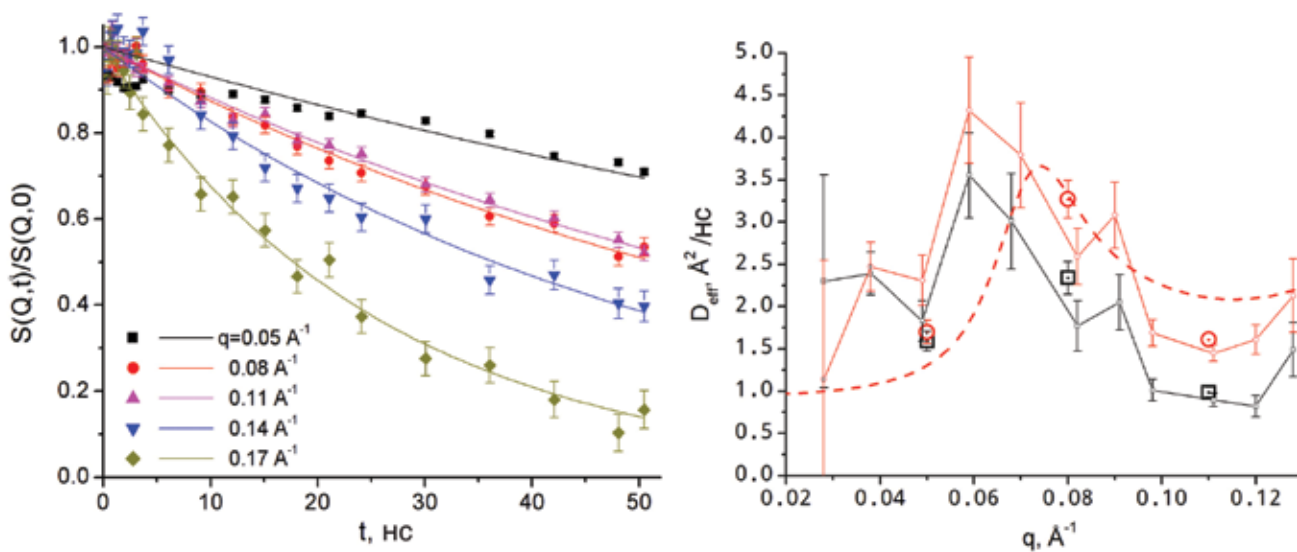 S(Q,t)/S(Q,0)
1.0
0.8
0.6
0.4
0.2
0.0
q=0.05 A⁻¹
0.08 A⁻¹
0.11 A⁻¹
0.14 A⁻¹
0.17 A⁻¹
0 10 20 30 40 50
t, нс
D_eff, Å²/нс
5.0
4.5
4.0
3.5
3.0
2.5
2.0
1.5
1.0
0.5
0
0.02 0.04 0.06 0.08 0.10 0.12
q, Å⁻¹